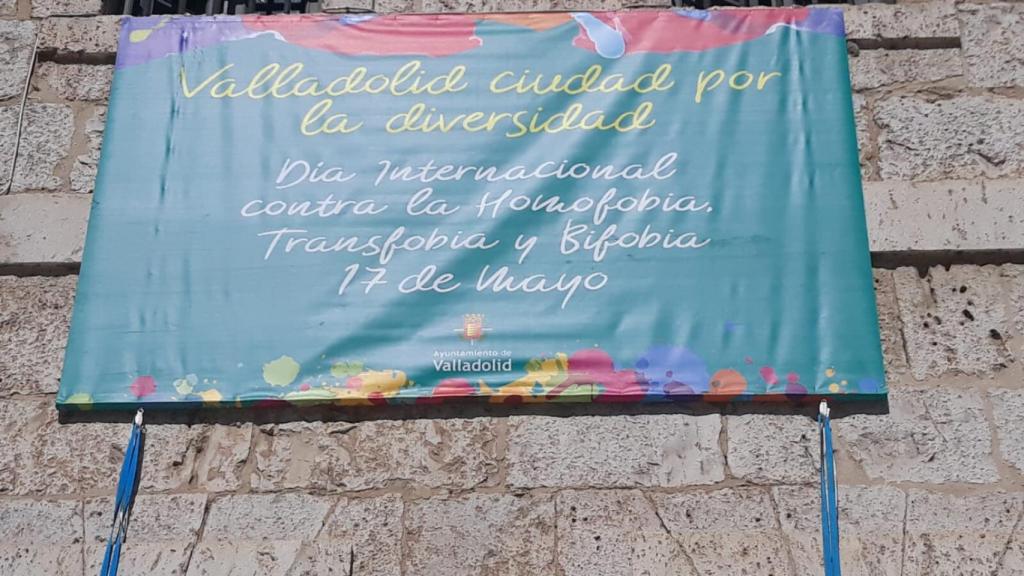 Valladolid ciudad por
la diversidad
Día Internacional
contra la Homofobia,
Transfobia y Bifobia
17 de Mayo
Ayuntamiento de
Valladolid